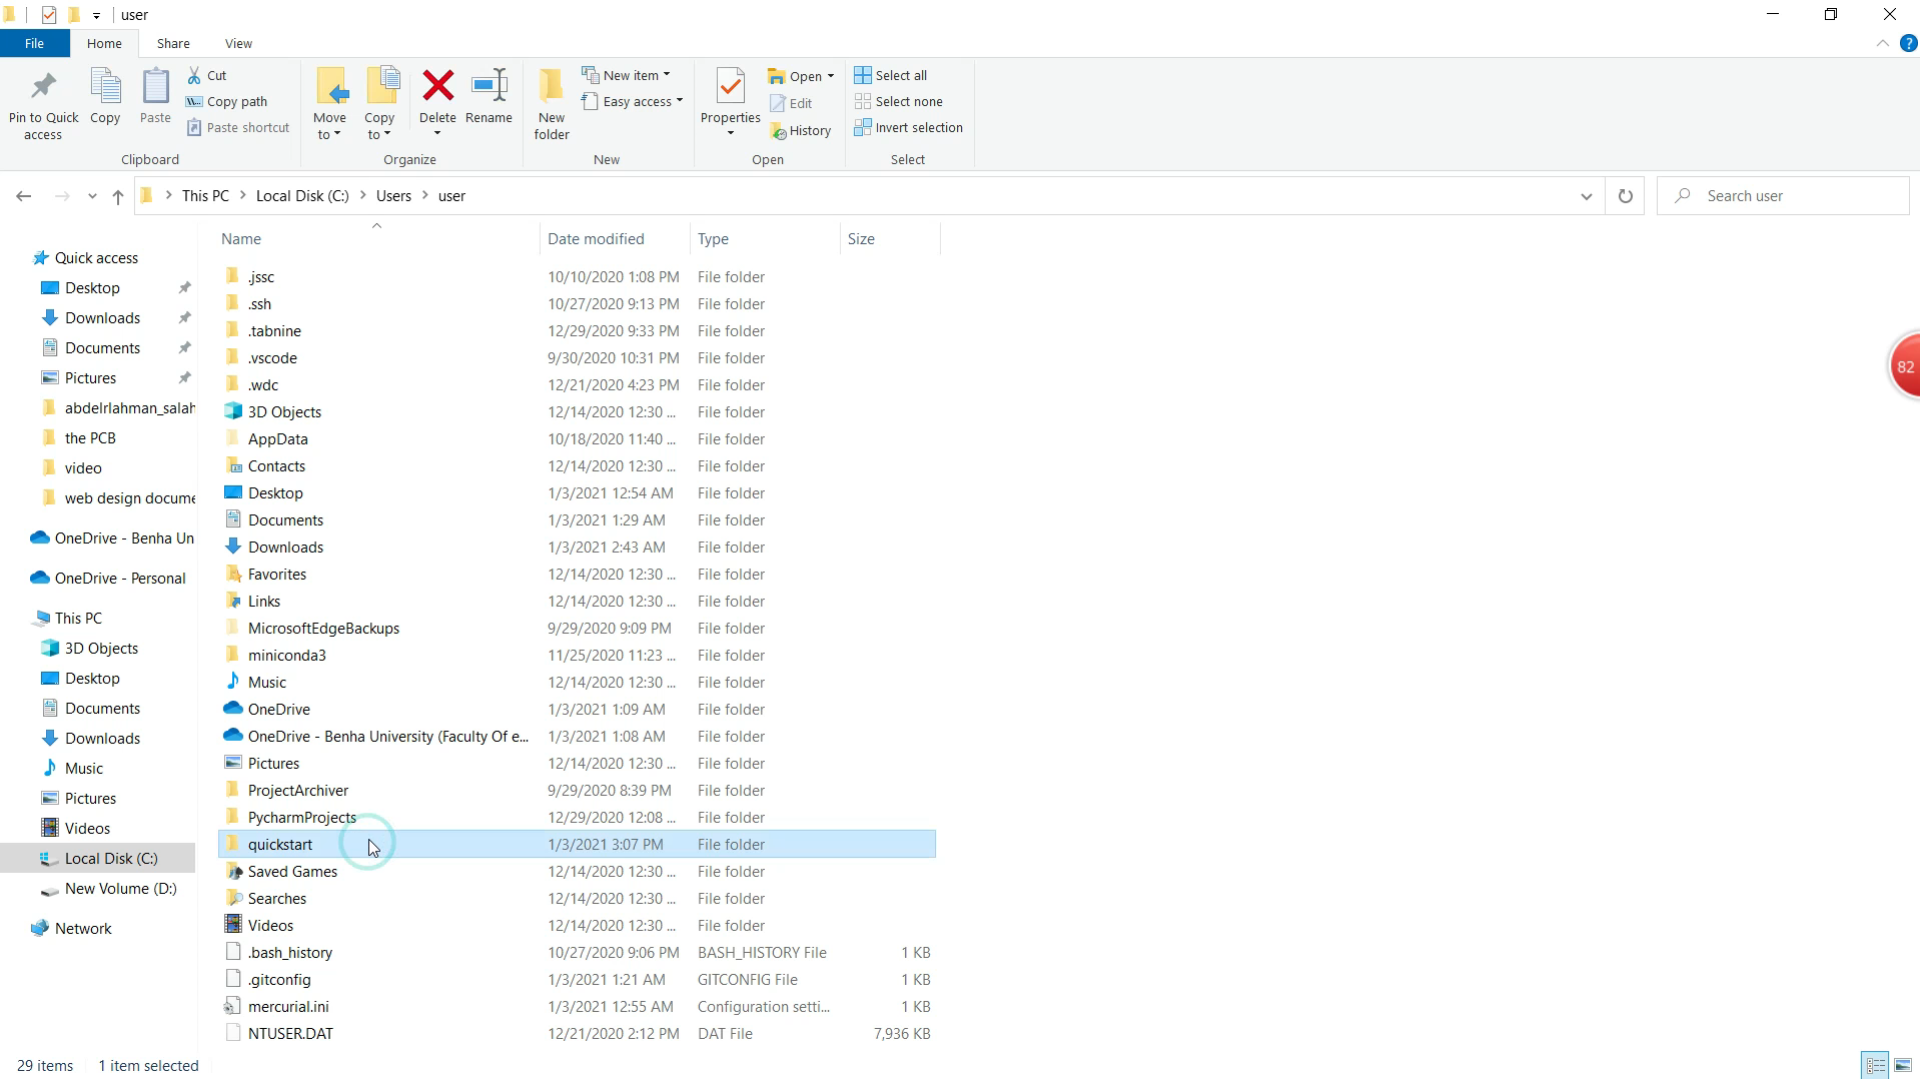 user
File Home Share View
Pin to Quick access
Copy
Paste
Cut
Copy path
Paste shortcut
Clipboard
Move to
Copy to
Delete
Rename
Organize
New folder
New item
Easy access
New
Properties
Open
Edit
History
Open
Select all
Select none
Invert selection
Select
This PC Local Disk (C:) Users user
Search user
Quick access
Desktop
Downloads
Documents
Pictures
abdelrlahman_salah
the PCB
video
web design docume
OneDrive - Benha Un
OneDrive - Personal
This PC
3D Objects
Desktop
Documents
Downloads
Music
Pictures
Videos
Local Disk (C:)
New Volume (D:)
Network
Name Date modified Type Size
.jssc 10/10/2020 1:08 PM File folder
.ssh 10/27/2020 9:13 PM File folder
.tabnine 12/29/2020 9:33 PM File folder
.vscode 9/30/2020 10:31 PM File folder
.wdc 12/21/2020 4:23 PM File folder
3D Objects 12/14/2020 12:30 ... File folder
AppData 10/18/2020 11:40 ... File folder
Contacts 12/14/2020 12:30 ... File folder
Desktop 1/3/2021 12:54 AM File folder
Documents 1/3/2021 1:29 AM File folder
Downloads 1/3/2021 2:43 AM File folder
Favorites 12/14/2020 12:30 ... File folder
Links 12/14/2020 12:30 ... File folder
MicrosoftEdgeBackups 9/29/2020 9:09 PM File folder
miniconda3 11/25/2020 11:23 ... File folder
Music 12/14/2020 12:30 ... File folder
OneDrive 1/3/2021 1:09 AM File folder
OneDrive - Benha University (Faculty Of e... 1/3/2021 1:08 AM File folder
Pictures 12/14/2020 12:30 ... File folder
ProjectArchiver 9/29/2020 8:39 PM File folder
PycharmProjects 12/29/2020 12:08 ... File folder
quickstart 1/3/2021 3:07 PM File folder
Saved Games 12/14/2020 12:30 ... File folder
Searches 12/14/2020 12:30 ... File folder
Videos 12/14/2020 12:30 ... File folder
.bash_history 10/27/2020 9:06 PM BASH_HISTORY File 1 KB
.gitconfig 1/3/2021 1:21 AM GITCONFIG File 1 KB
mercurial.ini 1/3/2021 12:55 AM Configuration setti... 1 KB
NTUSER.DAT 12/21/2020 2:12 PM DAT File 7,936 KB
82
29 items 1 item selected